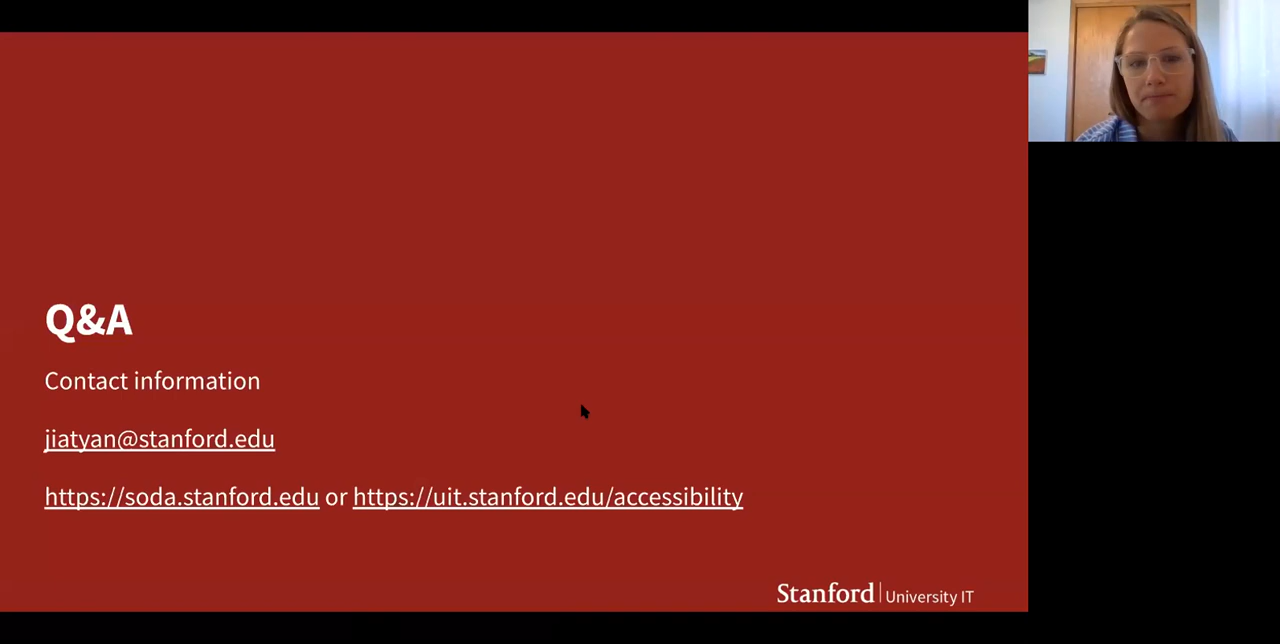 Q&A
Contact information
jiatyan@stanford.edu
https://soda.stanford.edu or https://uit.stanford.edu/accessibility
Stanford | University IT